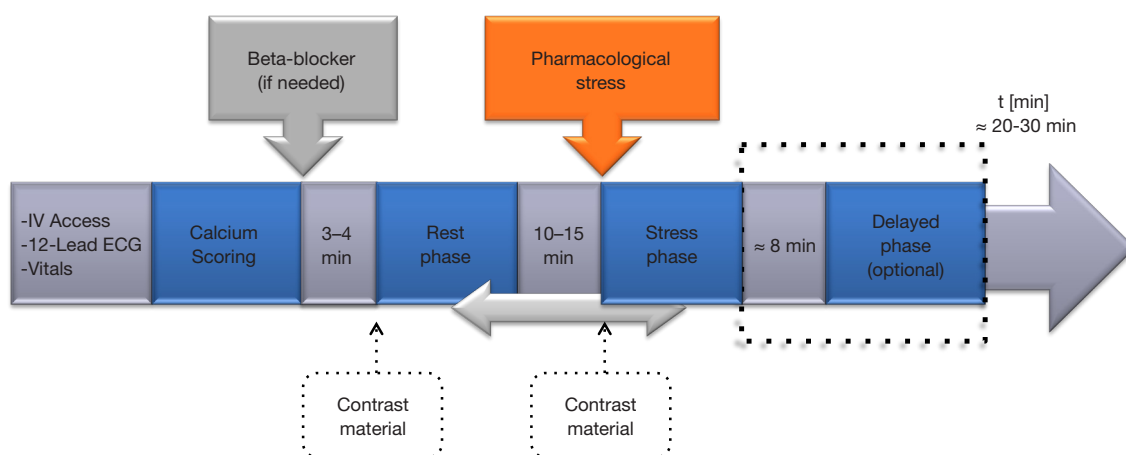 Beta-blocker
(if needed)
Pharmacological
stress
t [min]
≈ 20-30 min
-IV Access
-12-Lead ECG
-Vitals
Calcium
Scoring
3–4
min
Rest
phase
10–15
min
Stress
phase
≈ 8 min
Delayed
phase
(optional)
Contrast
material
Contrast
material